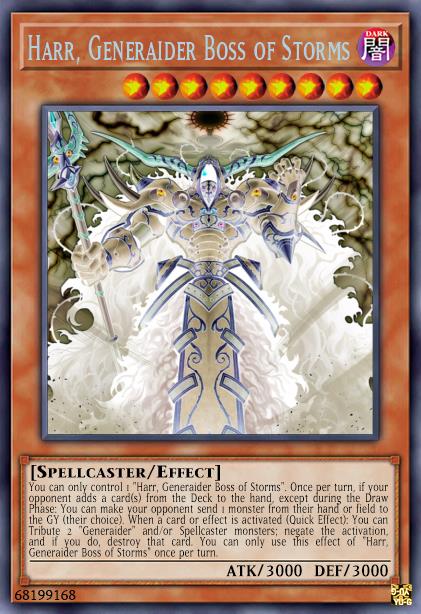 Harr, Generaider Boss of Storms
DARK
闇
[Spellcaster/Effect]
You can only control 1 "Harr, Generaider Boss of Storms". Once per turn, if your
opponent adds a card(s) from the Deck to the hand, except during the Draw
Phase: You can make your opponent send 1 monster from their hand or field to
the GY (their choice). When a card or effect is activated (Quick Effect): You can
Tribute 2 "Generaider" and/or Spellcaster monsters; negate the activation,
and if you do, destroy that card. You can only use this effect of "Harr,
Generaider Boss of Storms" once per turn.
ATK/3000 DEF/3000
68199168